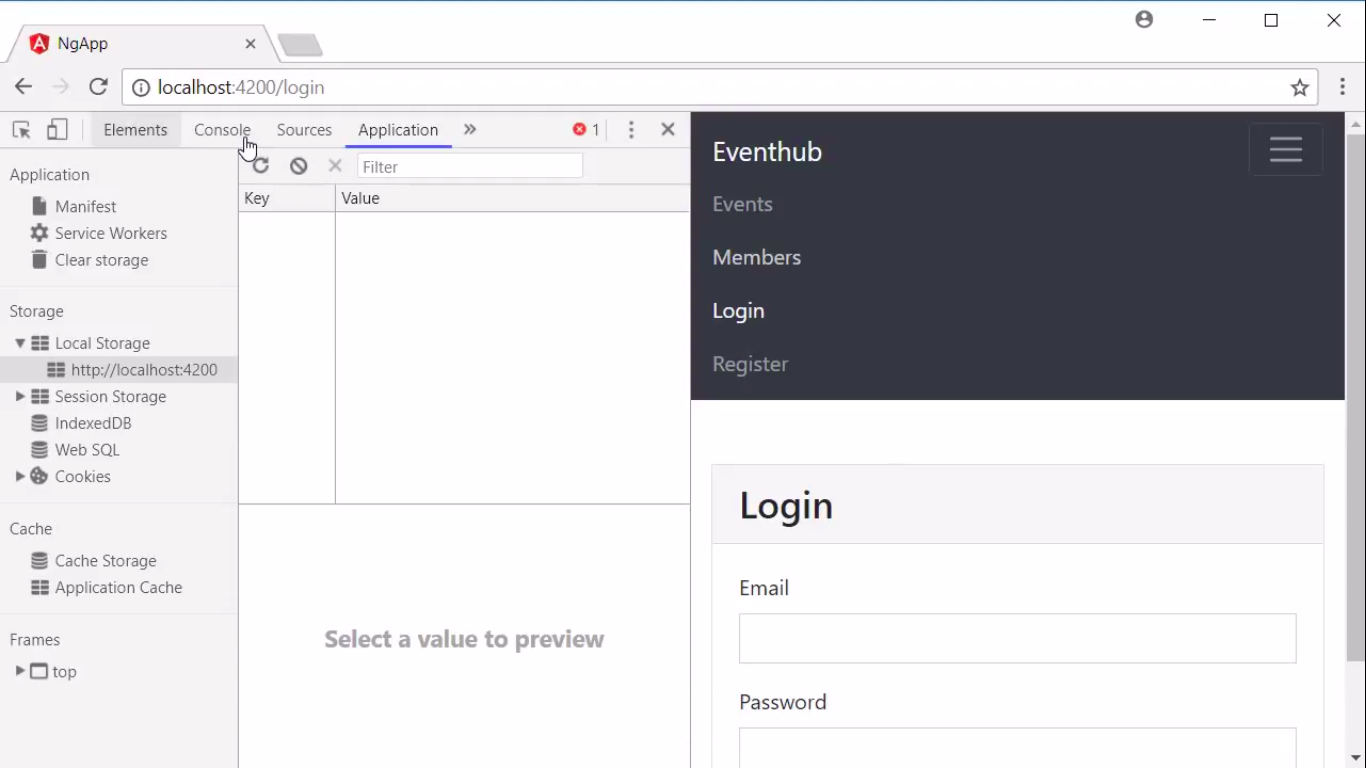 NgApp
localhost:4200/login
Elements Console Sources Application » 1
Application
Manifest
Service Workers
Clear storage
Storage
Local Storage
http://localhost:4200
Session Storage
IndexedDB
Web SQL
Cookies
Cache
Cache Storage
Application Cache
Frames
top
Filter
Key Value
Select a value to preview
Eventhub
Events
Members
Login
Register
Login
Email
Password